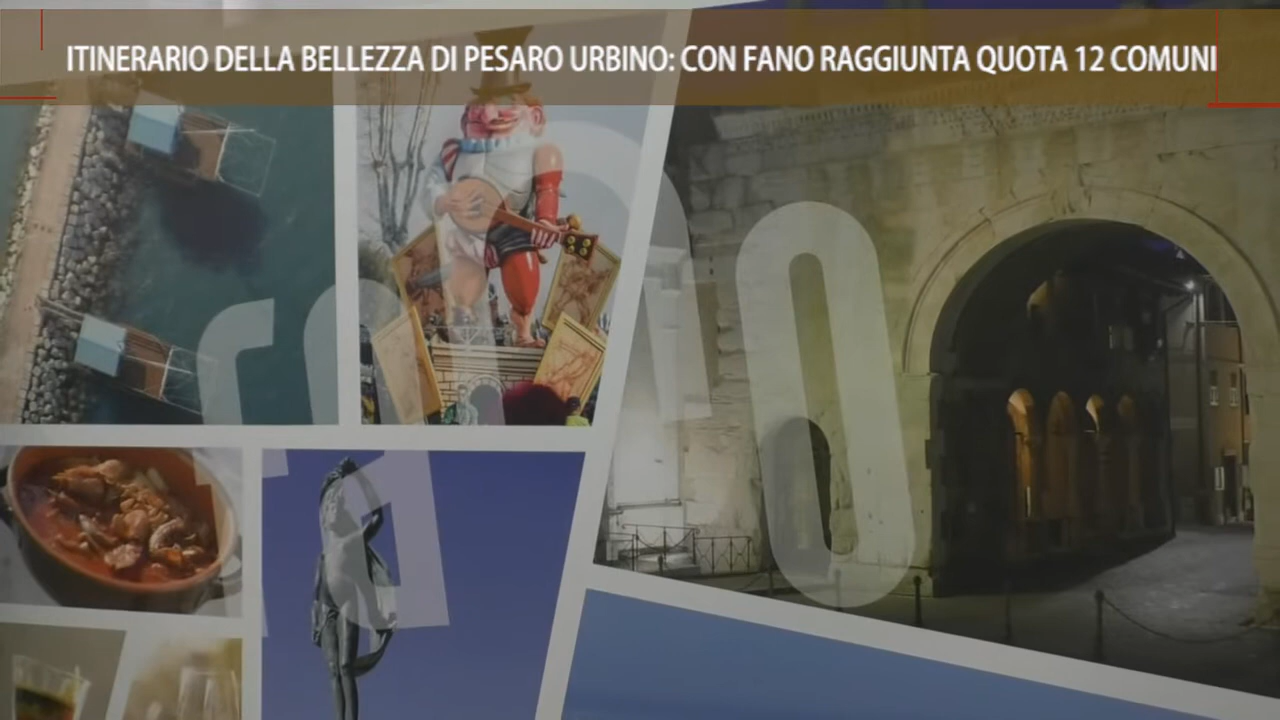 ITINERARIO DELLA BELLEZZA DI PESARO URBINO: CON FANO RAGGIUNTA QUOTA 12 COMUNI